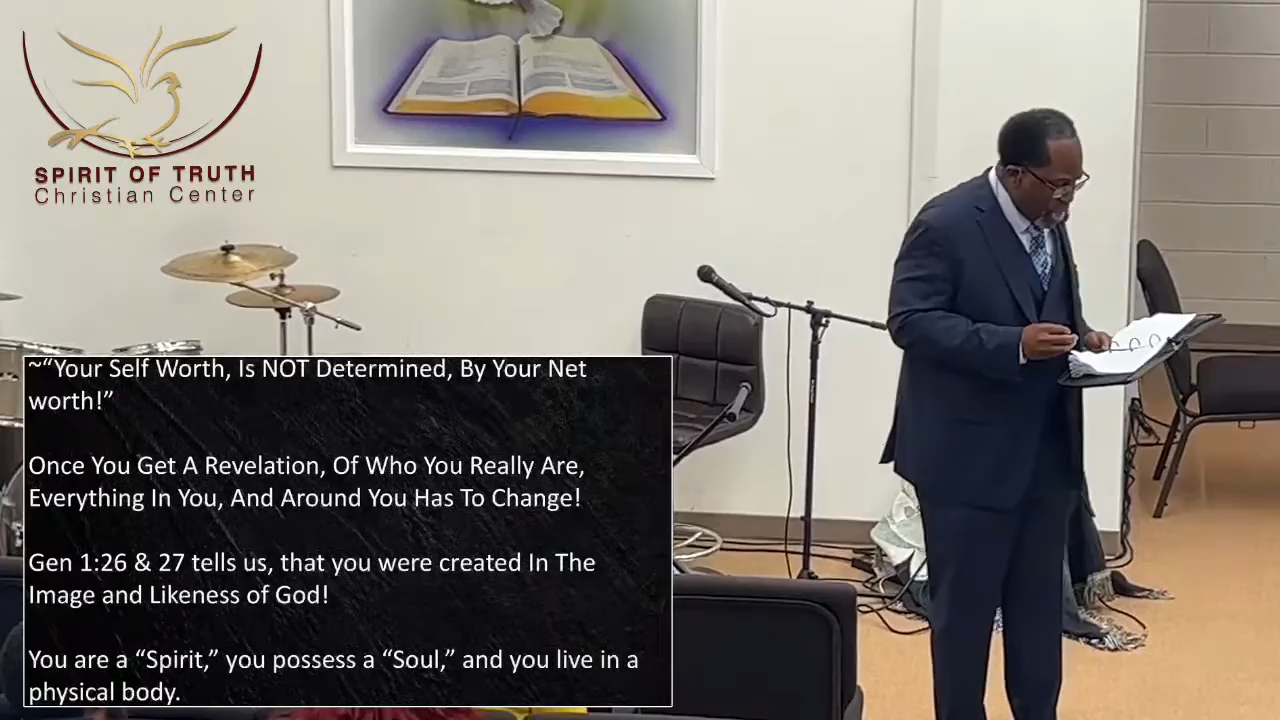 SPIRIT OF TRUTH
Christian Center
~“Your Self Worth, Is NOT Determined, By Your Net
worth!”
Once You Get A Revelation, Of Who You Really Are,
Everything In You, And Around You Has To Change!
Gen 1:26 & 27 tells us, that you were created In The
Image and Likeness of God!
You are a “Spirit,” you possess a “Soul,” and you live in a
physical body.